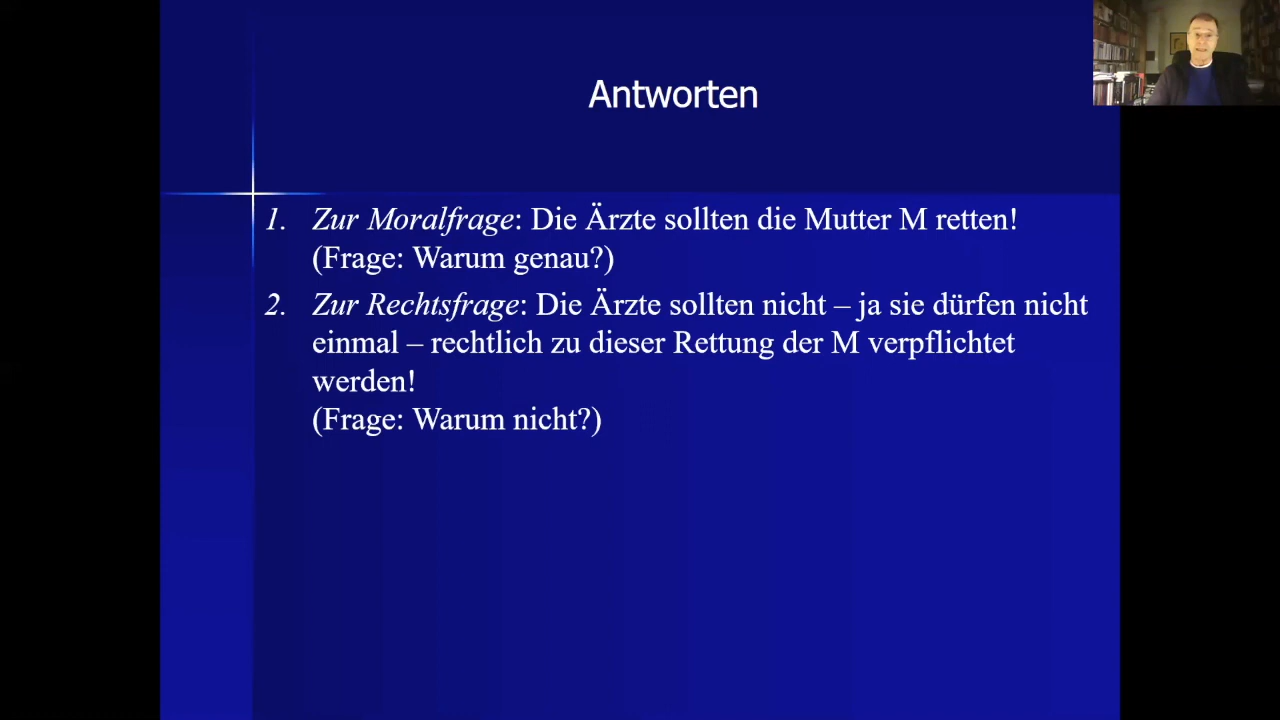 Antworten
1. Zur Moralfrage: Die Ärzte sollten die Mutter M retten!
(Frage: Warum genau?)
2. Zur Rechtsfrage: Die Ärzte sollten nicht – ja sie dürfen nicht
einmal – rechtlich zu dieser Rettung der M verpflichtet
werden!
(Frage: Warum nicht?)